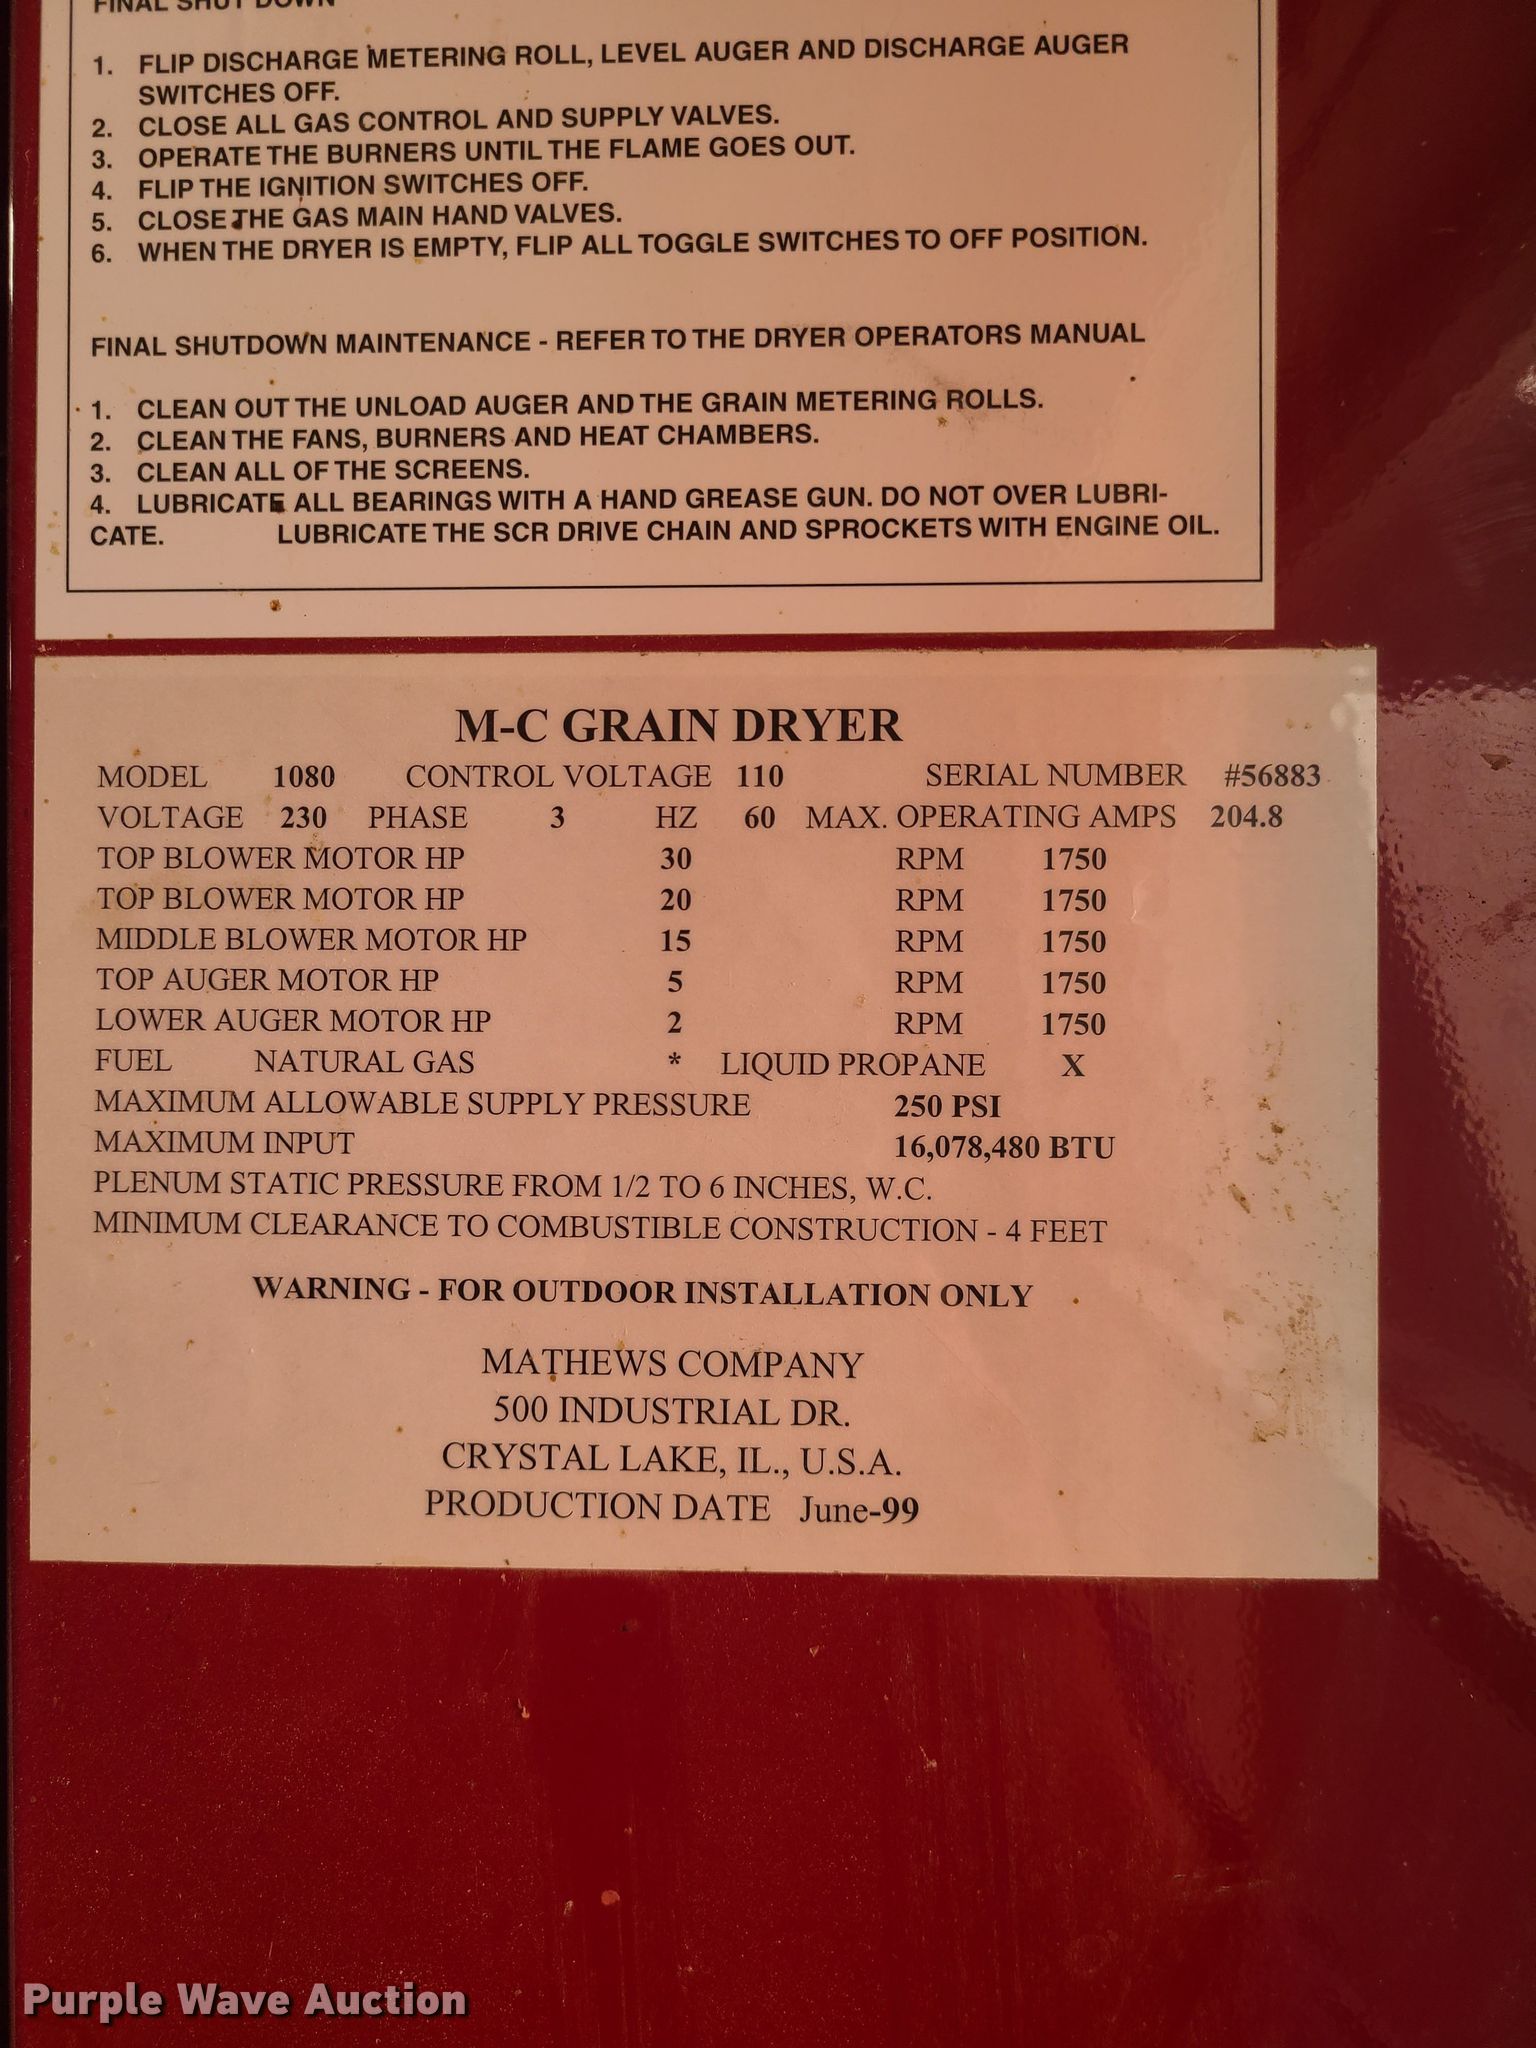 FINAL SHUT DOWN
1. FLIP DISCHARGE METERING ROLL, LEVEL AUGER AND DISCHARGE AUGER
SWITCHES OFF.
2. CLOSE ALL GAS CONTROL AND SUPPLY VALVES.
3. OPERATE THE BURNERS UNTIL THE FLAME GOES OUT.
4. FLIP THE IGNITION SWITCHES OFF.
5. CLOSE THE GAS MAIN HAND VALVES.
6. WHEN THE DRYER IS EMPTY, FLIP ALL TOGGLE SWITCHES TO OFF POSITION.
FINAL SHUTDOWN MAINTENANCE - REFER TO THE DRYER OPERATORS MANUAL
1. CLEAN OUT THE UNLOAD AUGER AND THE GRAIN METERING ROLLS.
2. CLEAN THE FANS, BURNERS AND HEAT CHAMBERS.
3. CLEAN ALL OF THE SCREENS.
4. LUBRICATE ALL BEARINGS WITH A HAND GREASE GUN. DO NOT OVER LUBRI-
CATE. LUBRICATE THE SCR DRIVE CHAIN AND SPROCKETS WITH ENGINE OIL.
M-C GRAIN DRYER
MODEL 1080 CONTROL VOLTAGE 110 SERIAL NUMBER #56883
VOLTAGE 230 PHASE 3 HZ 60 MAX. OPERATING AMPS 204.8
TOP BLOWER MOTOR HP 30 RPM 1750
TOP BLOWER MOTOR HP 20 RPM 1750
MIDDLE BLOWER MOTOR HP 15 RPM 1750
TOP AUGER MOTOR HP 5 RPM 1750
LOWER AUGER MOTOR HP 2 RPM 1750
FUEL NATURAL GAS * LIQUID PROPANE X
MAXIMUM ALLOWABLE SUPPLY PRESSURE 250 PSI
MAXIMUM INPUT 16,078,480 BTU
PLENUM STATIC PRESSURE FROM 1/2 TO 6 INCHES, W.C.
MINIMUM CLEARANCE TO COMBUSTIBLE CONSTRUCTION - 4 FEET
WARNING - FOR OUTDOOR INSTALLATION ONLY
MATHEWS COMPANY
500 INDUSTRIAL DR.
CRYSTAL LAKE, IL., U.S.A.
PRODUCTION DATE June-99
Purple Wave Auction